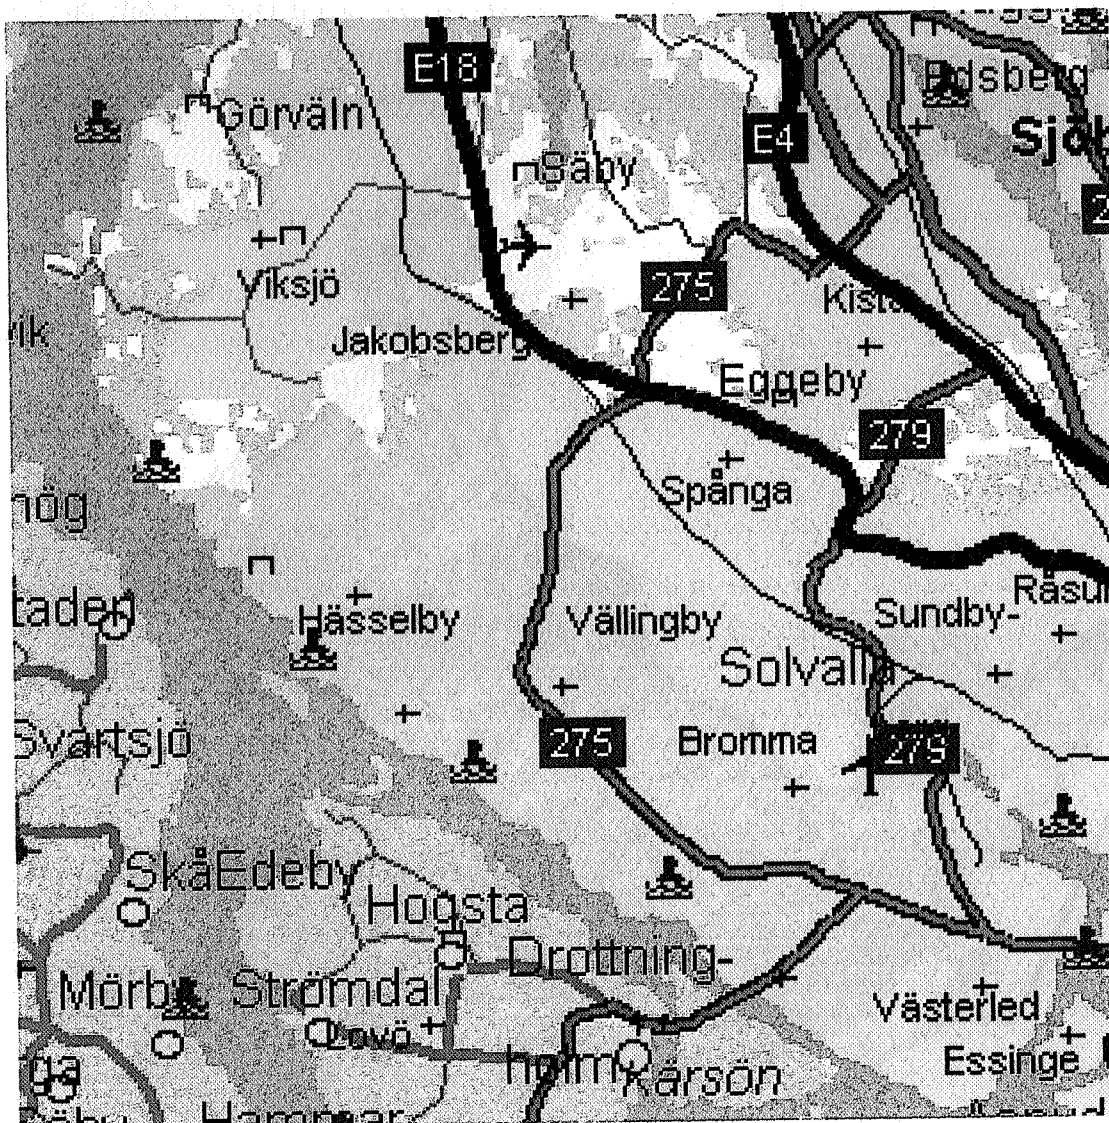 E18
Edsberg
Görväln
E4
Säby
Viksjö
275
Kista
Jakobsberg
Eggeby
279
Spånga
Hässelby
Vällingby
Sundby-
Solvalla
Svartsjö
275
Bromma
279
SkåEdeby
Hogsta
Drottning-
Mörby
Strömdal
Västerled
Lovö
holm
Kärsön
Essinge